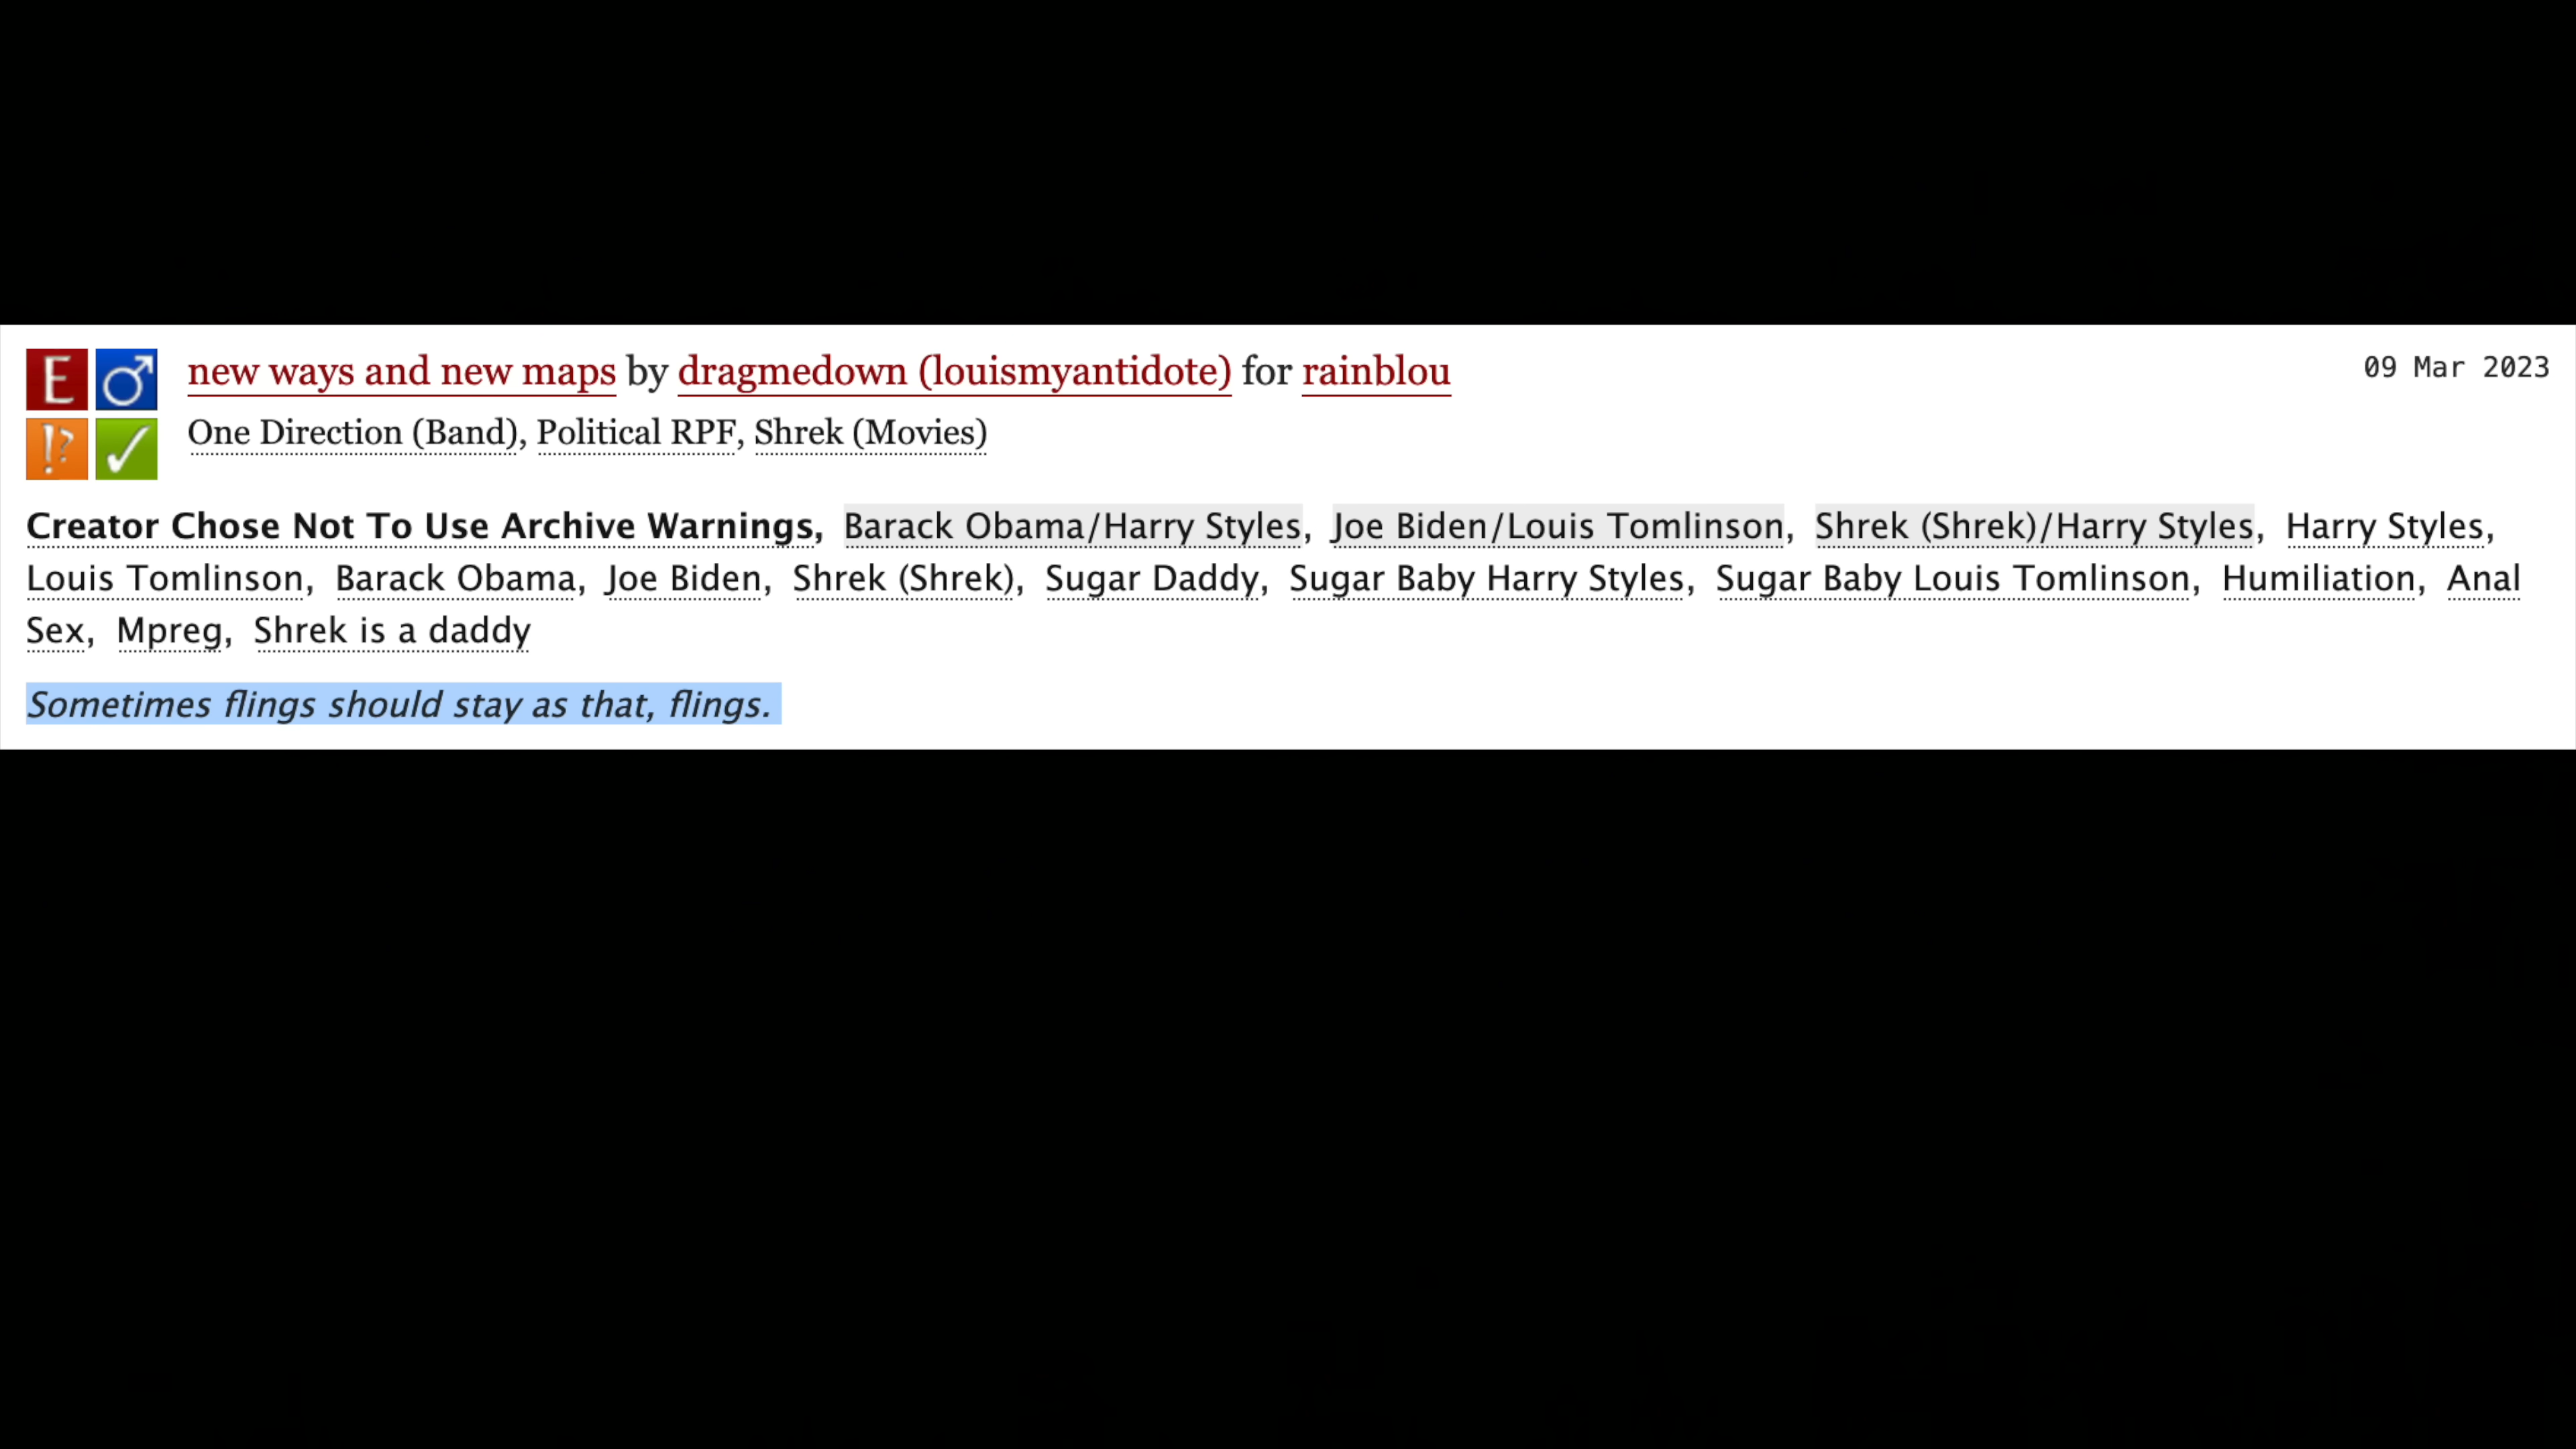 E new ways and new maps by dragmedown (louismyantidote) for rainblou 09 Mar 2023
!? One Direction (Band), Political RPF, Shrek (Movies)
Creator Chose Not To Use Archive Warnings, Barack Obama/Harry Styles, Joe Biden/Louis Tomlinson, Shrek (Shrek)/Harry Styles, Harry Styles,
Louis Tomlinson, Barack Obama, Joe Biden, Shrek (Shrek), Sugar Daddy, Sugar Baby Harry Styles, Sugar Baby Louis Tomlinson, Humiliation, Anal
Sex, Mpreg, Shrek is a daddy
Sometimes flings should stay as that, flings.